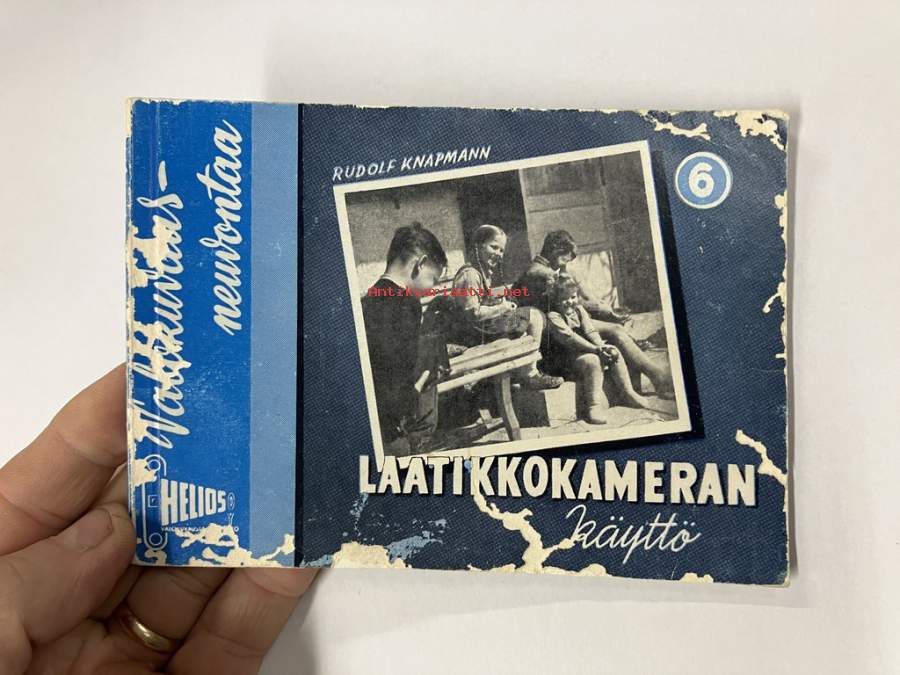 Valokuvaus-
neuvontaa
RUDOLF KNAPMANN
6
Antikvariaatti.net
LAATIKKOKAMERAN
käyttö
HELIOS